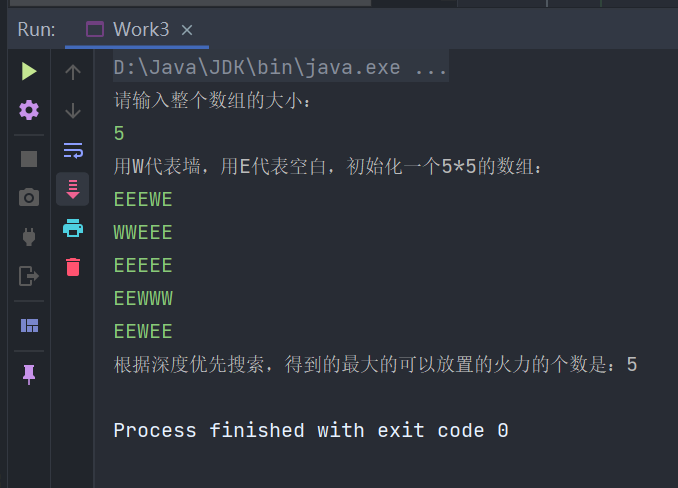 Run: Work3 ×
D:\Java\JDK\bin\java.exe ...
请输入整个数组的大小：
5
用W代表墙，用E代表空白，初始化一个5*5的数组：
EEEWE
WWEEE
EEEEE
EEWWW
EEWEE
根据深度优先搜索，得到的最大的可以放置的火力的个数是：5
Process finished with exit code 0